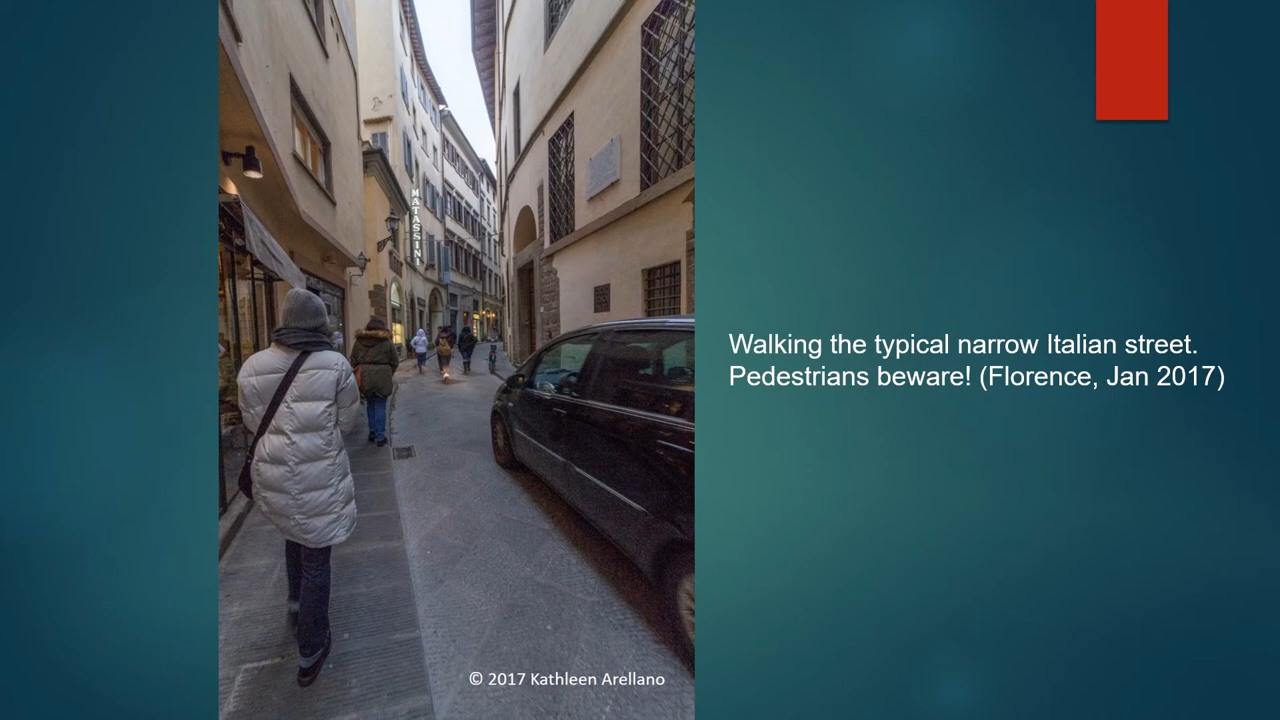 MATASSINI
Walking the typical narrow Italian street.
Pedestrians beware! (Florence, Jan 2017)
© 2017 Kathleen Arellano